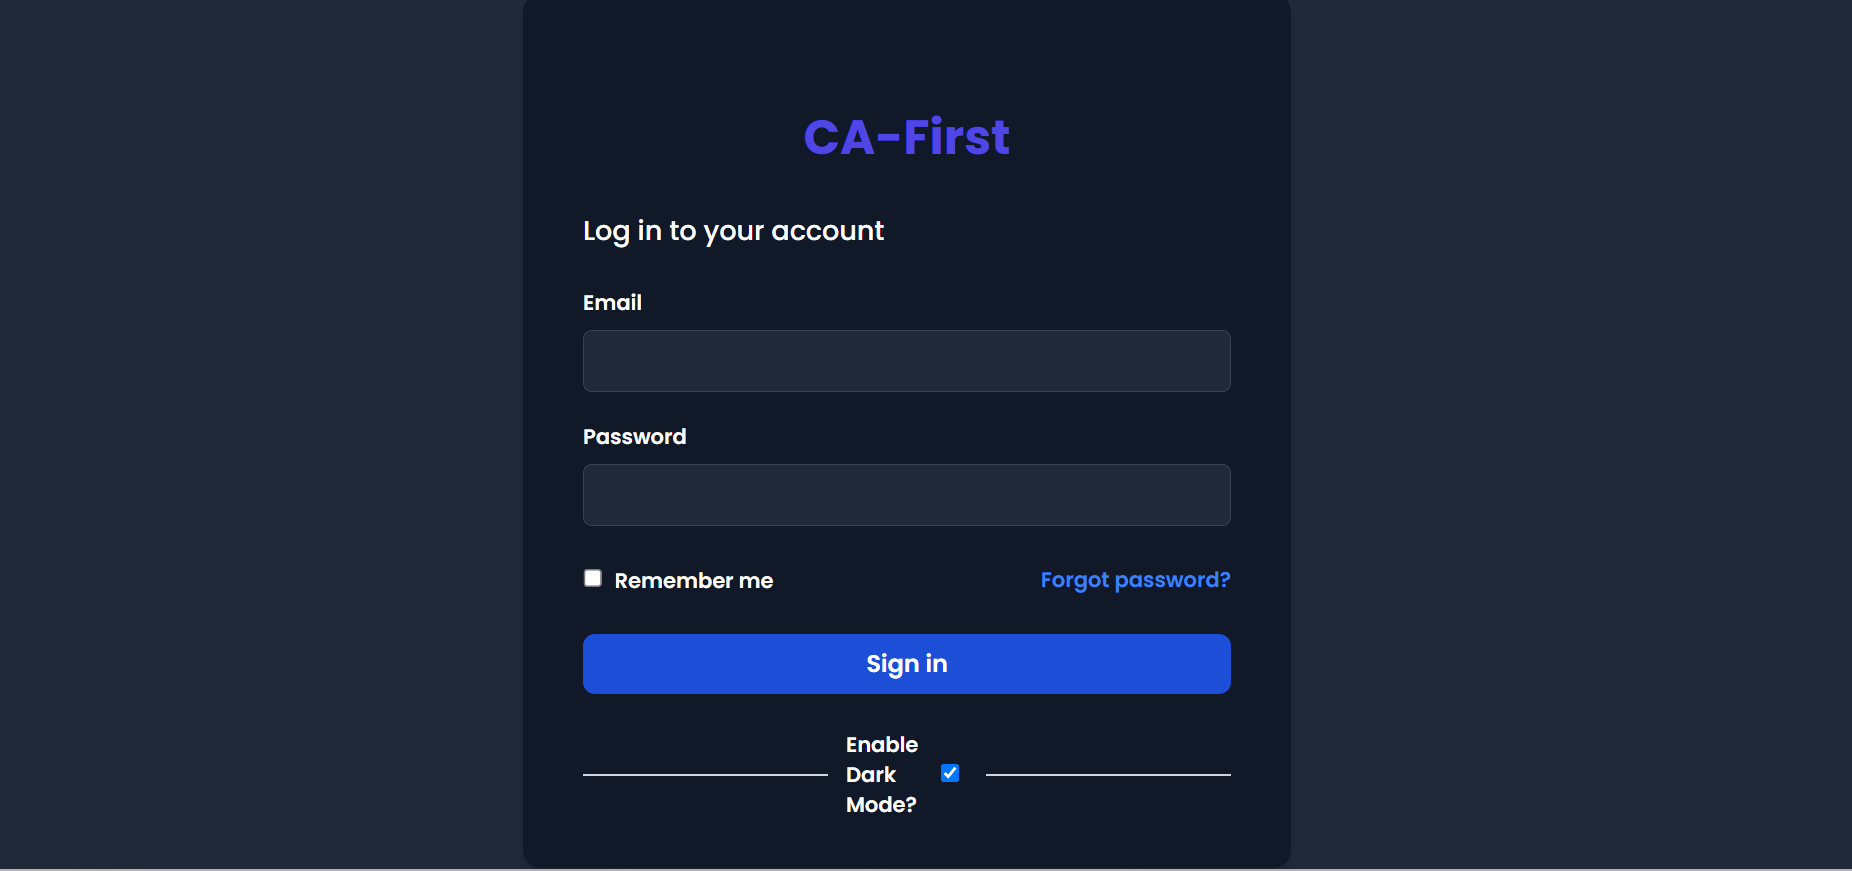 CA-First
Log in to your account
Email
Password
Remember me
Forgot password?
Sign in
Enable
Dark
Mode?